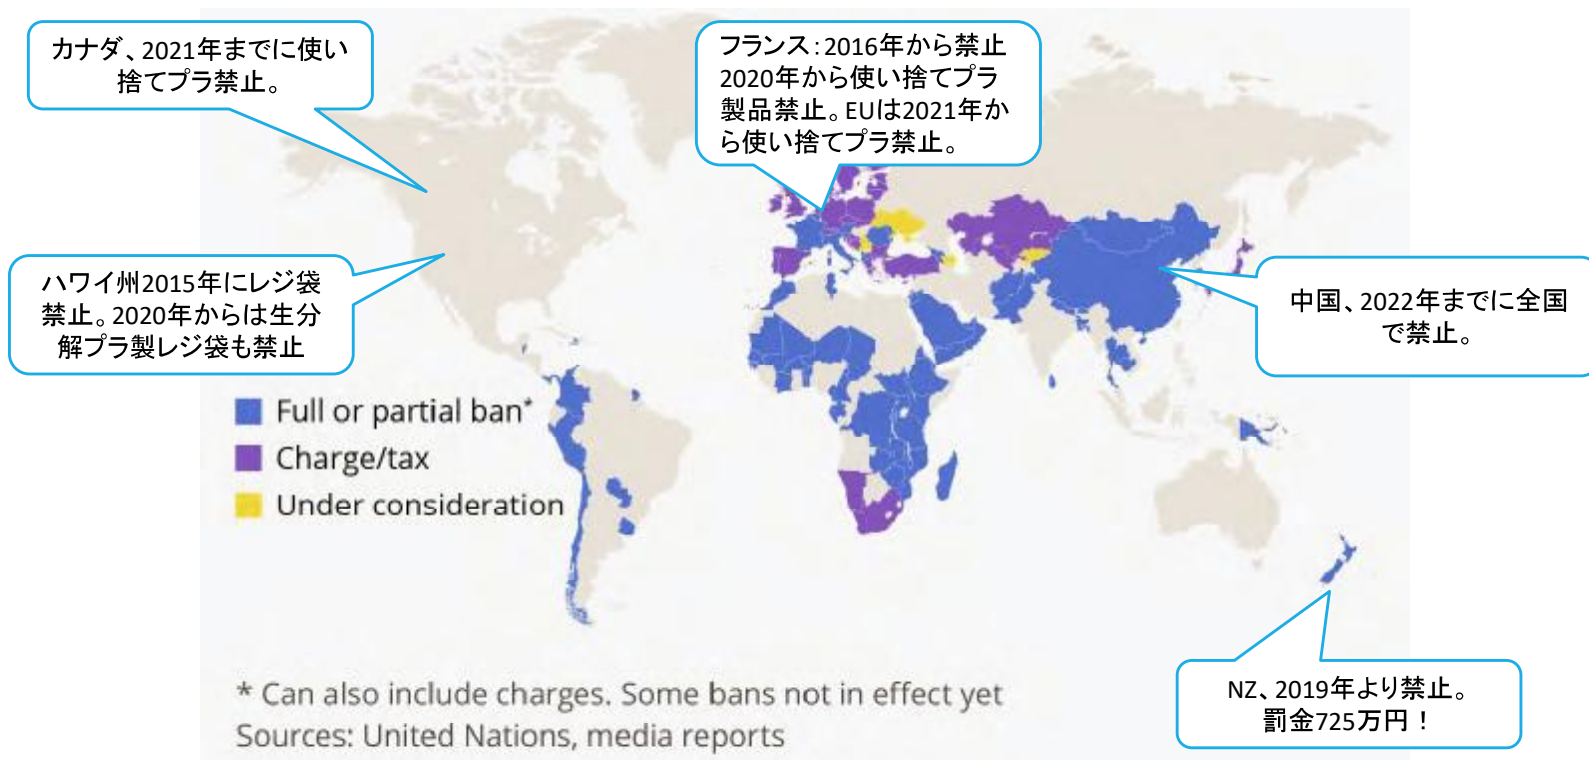 カナダ、2021年までに使い
捨てプラ禁止。
フランス：2016年から禁止
2020年から使い捨てプラ
製品禁止。EUは2021年か
ら使い捨てプラ禁止。
ハワイ州2015年にレジ袋
禁止。2020年からは生分
解プラ製レジ袋も禁止
中国、2022年までに全国
で禁止。
Full or partial ban*
Charge/tax
Under consideration
NZ、2019年より禁止。
罰金725万円！
* Can also include charges. Some bans not in effect yet
Sources: United Nations, media reports